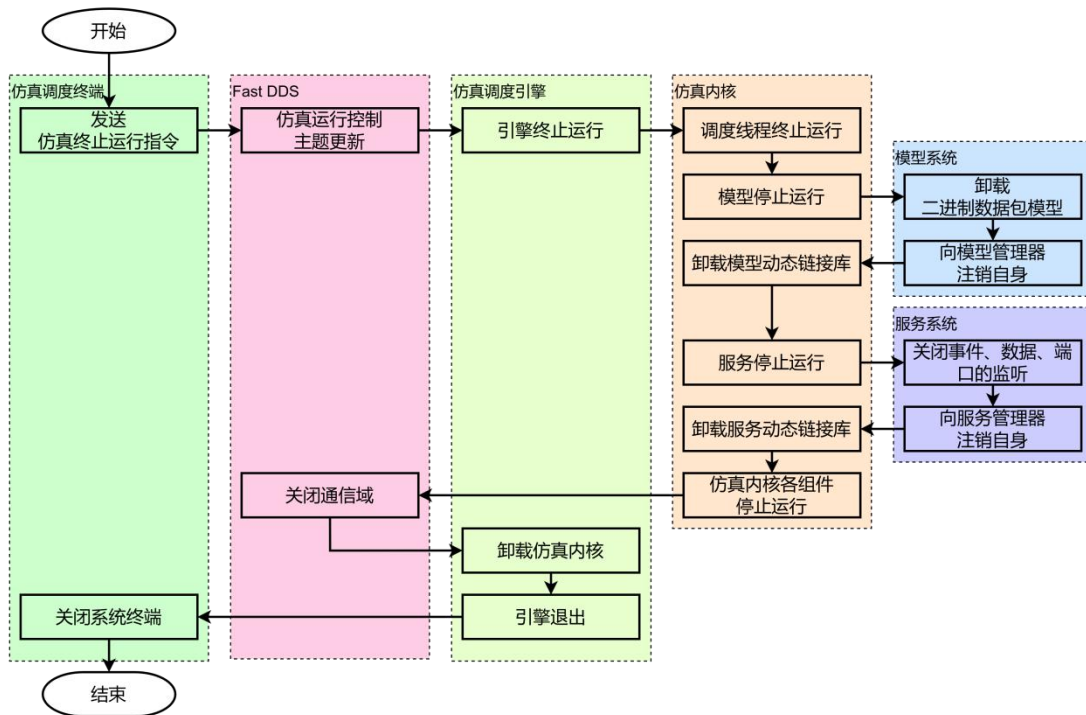 开始
仿真调度终端
发送
仿真终止运行指令
Fast DDS
仿真运行控制
主题更新
仿真调度引擎
引擎终止运行
仿真内核
调度线程终止运行
模型停止运行
模型系统
卸载
二进制数据包模型
向模型管理器
注销自身
卸载模型动态链接库
服务停止运行
服务系统
关闭事件、数据、端
口的监听
向服务管理器
注销自身
卸载服务动态链接库
仿真内核各组件
停止运行
关闭通信域
卸载仿真内核
引擎退出
关闭系统终端
结束